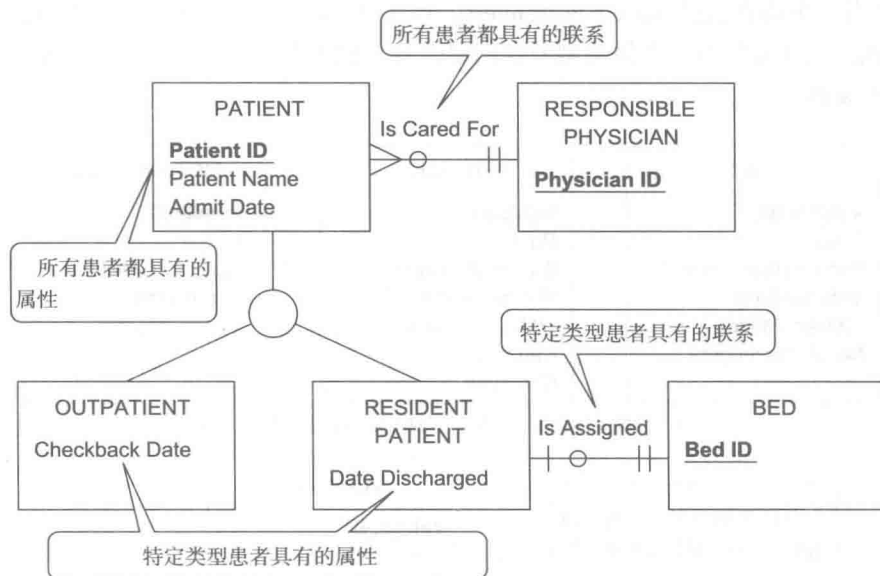 所有患者都具有的联系
PATIENT
Patient ID
Patient Name
Admit Date
Is Cared For
RESPONSIBLE
PHYSICIAN
Physician ID
所有患者都具有的
属性
特定类型患者具有的联系
OUTPATIENT
Checkback Date
RESIDENT
PATIENT
Date Discharged
Is Assigned
BED
Bed ID
特定类型患者具有的属性